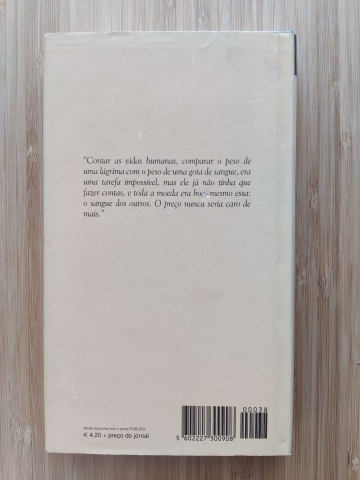 "Contar as vidas humanas, comparar o peso de
uma lágrima com o peso de uma gota de sangue, era
uma tarefa impossível, mas ele já não tinha que
fazer contas, e toda a moeda era boa, mesmo essa:
o sangue dos outros. O preço nunca seria caro de
mais."
00038
Venda exclusiva com o jornal PÚBLICO
€ 4,20 + preço do jornal
5 602227 300908